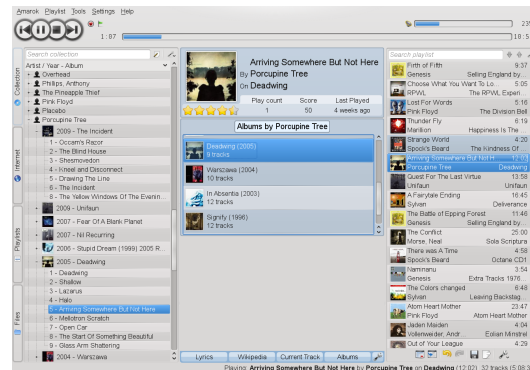 Amarok Playlist Tools Settings Help
1:07
Search collection
Artist / Year - Album
Overhead
Philips, Anthony
The Pineapple Thief
Pink Floyd
Placebo
Porcupine Tree
2009 - The Incident
1 - Occam's Razor
2 - The Blind House
3 - Shesmovedon
4 - Kneel and Disconnect
5 - Drawing The Line
6 - The Incident
8 - The Yellow Windows Of The Evenin...
2009 - Unifaun
2007 - Fear Of A Blank Planet
2007 - Nil Recurring
2006 - Stupid Dream (1999) 2005 R...
2005 - Deadwing
1 - Deadwing
2 - Shallow
3 - Lazarus
4 - Halo
5 - Arriving Somewhere But Not Here
6 - Mellotron Scratch
7 - Open Car
8 - The Start Of Something Beautiful
9 - Glass Arm Shattering
2004 - Warszawa
Collection
Internet
Playlists
Files
Arriving Somewhere But Not Here
By Porcupine Tree
On Deadwing
Play count Score Last Played
1 50 4 weeks ago
Albums by Porcupine Tree
Deadwing (2005)
9 tracks
Warszawa (2004)
10 tracks
In Absentia (2003)
12 tracks
Signify (1996)
12 tracks
Lyrics Wikipedia Current Track Albums
Search playlist
Firth of Fifth 9:37
Genesis Selling England by...
Choose What You Want To Lo... 5:05
RPWL The RPWL Experi...
Lost For Words 5:16
Pink Floyd The Division Bell
Thunder Fly 6:19
Marillion Happiness Is The
Strange World 4:20
Spock's Beard The Kindness Of
Arriving Somewhere But Not H... 12:02
Porcupine Tree Deadwing
Quest For The Last Virtue 13:58
Unifaun Unifaun
A Fairytale Ending 16:45
Sylvan Deliverance
The Battle of Epping Forest 11:46
Genesis Selling England by...
The Conflict 25:00
Morse, Neal Sola Scriptura
There was A Time 4:58
Spock's Beard Octane CD1
Naminanu 3:54
Genesis Extra Tracks 1976...
The Colors changed 6:48
Sylvan Leaving Backstag...
Atom Heart Mother 23:47
Pink Floyd Atom Heart Mother
Jaden Maiden 4:04
Vollenweider, Andr... Eolian Minstrel
Out of Your League 4:29
Playing: Arriving Somewhere But Not Here by Porcupine Tree on Deadwing (12:02) 32 tracks (5:08: